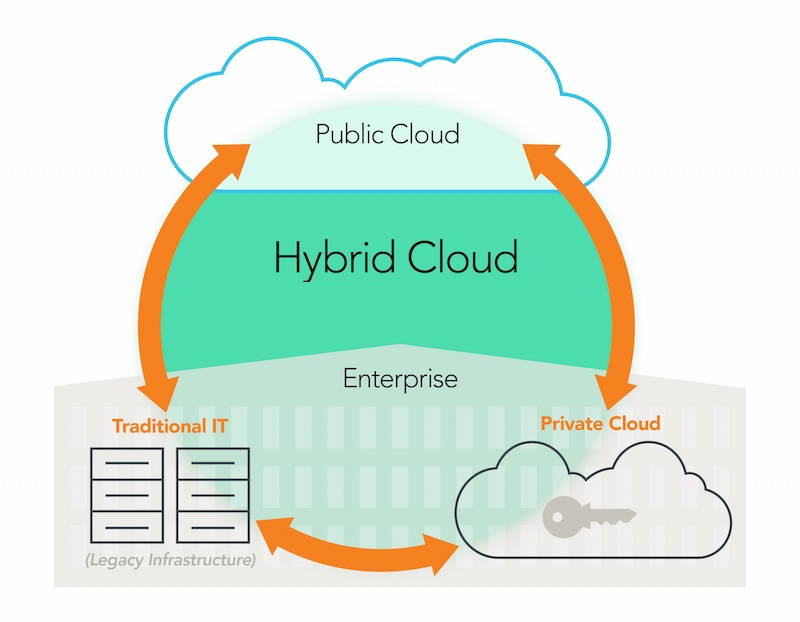 Public Cloud
Hybrid Cloud
Enterprise
Traditional IT
Private Cloud
(Legacy Infrastructure)